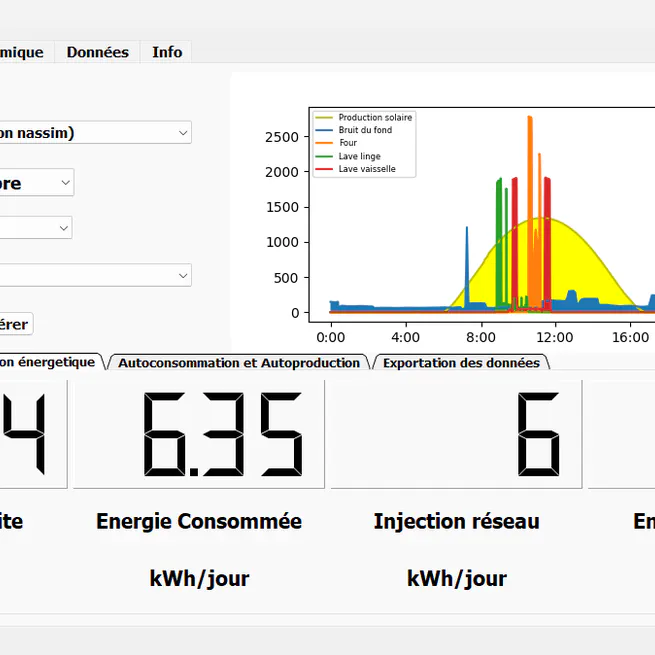 mique Données Info
on nassim)
bre
érer
Production solaire
Bruit du fond
Four
Lave linge
Lave vaisselle
2500
2000
1500
1000
500
0
0:00 4:00 8:00 12:00 16:00
on énergetique Autoconsommation et Autoproduction Exportation des données
4 6.35 6
ite Energie Consommée Injection réseau En
kWh/jour kWh/jour